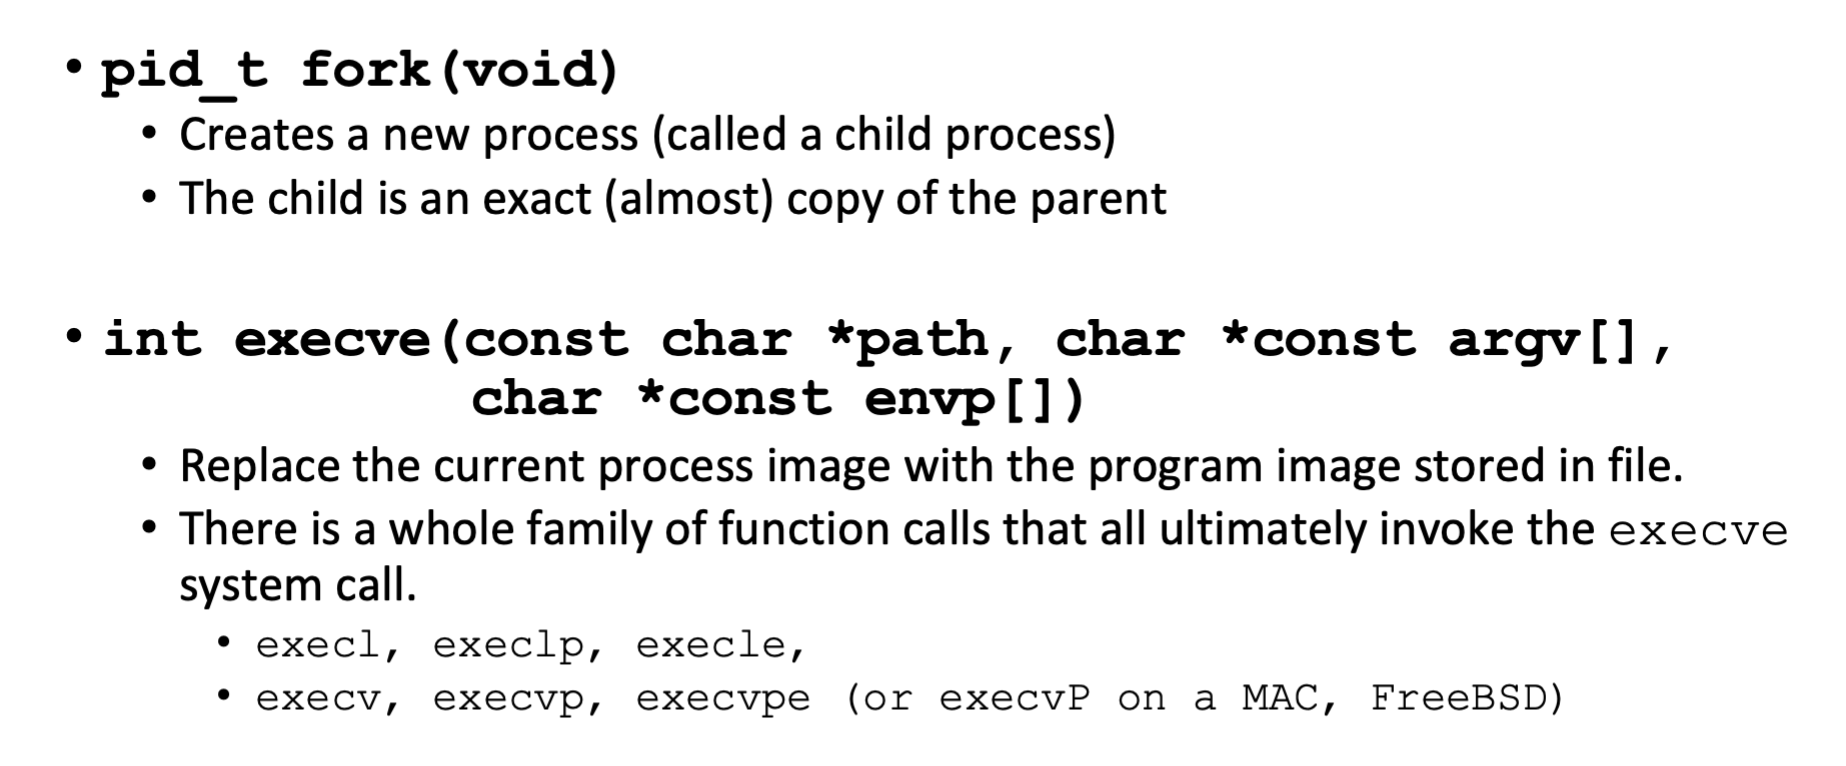 • pid_t fork(void)
• Creates a new process (called a child process)
• The child is an exact (almost) copy of the parent
• int execve(const char *path, char *const argv[],
char *const envp[])
• Replace the current process image with the program image stored in file.
• There is a whole family of function calls that all ultimately invoke the execve
system call.
• execl, execlp, execle,
• execv, execvp, execvpe (or execvP on a MAC, FreeBSD)